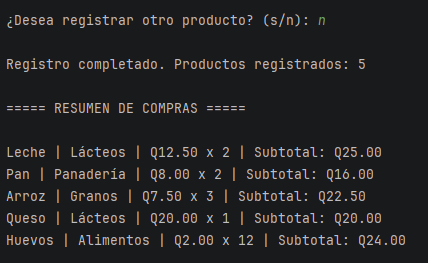 ¿Desea registrar otro producto? (s/n): n
Registro completado. Productos registrados: 5
===== RESUMEN DE COMPRAS =====
Leche | Lácteos | Q12.50 x 2 | Subtotal: Q25.00
Pan | Panadería | Q8.00 x 2 | Subtotal: Q16.00
Arroz | Granos | Q7.50 x 3 | Subtotal: Q22.50
Queso | Lácteos | Q20.00 x 1 | Subtotal: Q20.00
Huevos | Alimentos | Q2.00 x 12 | Subtotal: Q24.00